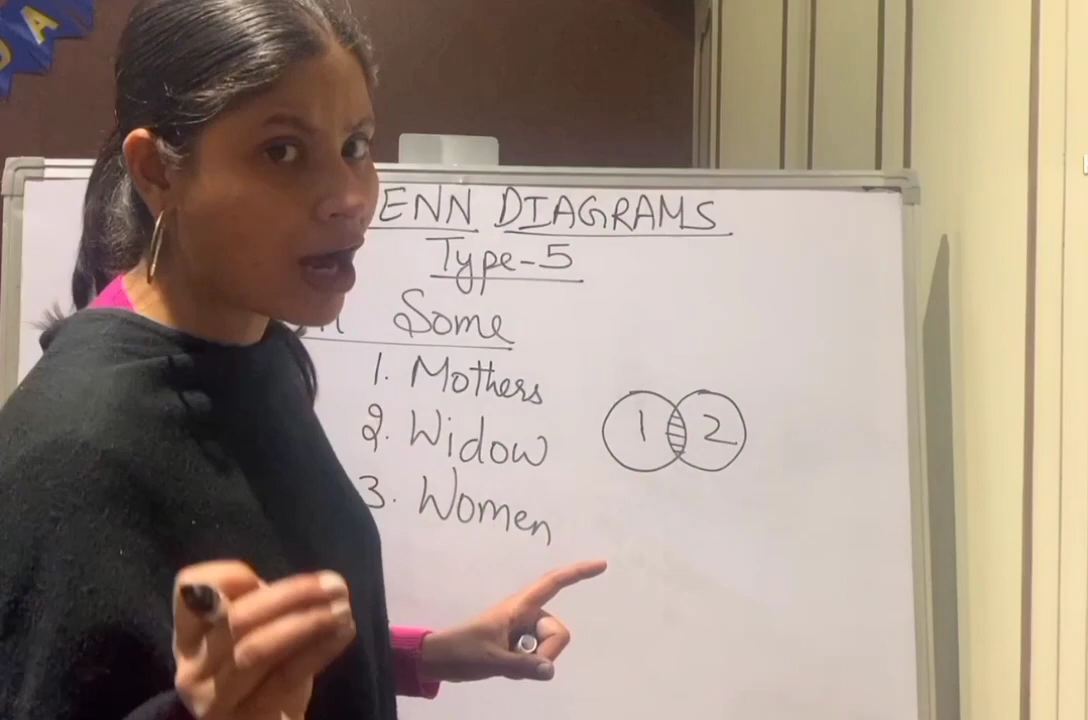 ENN DIAGRAMS
Type-5
Some
1. Mothers
2. Widow
3. Women
1 2
A